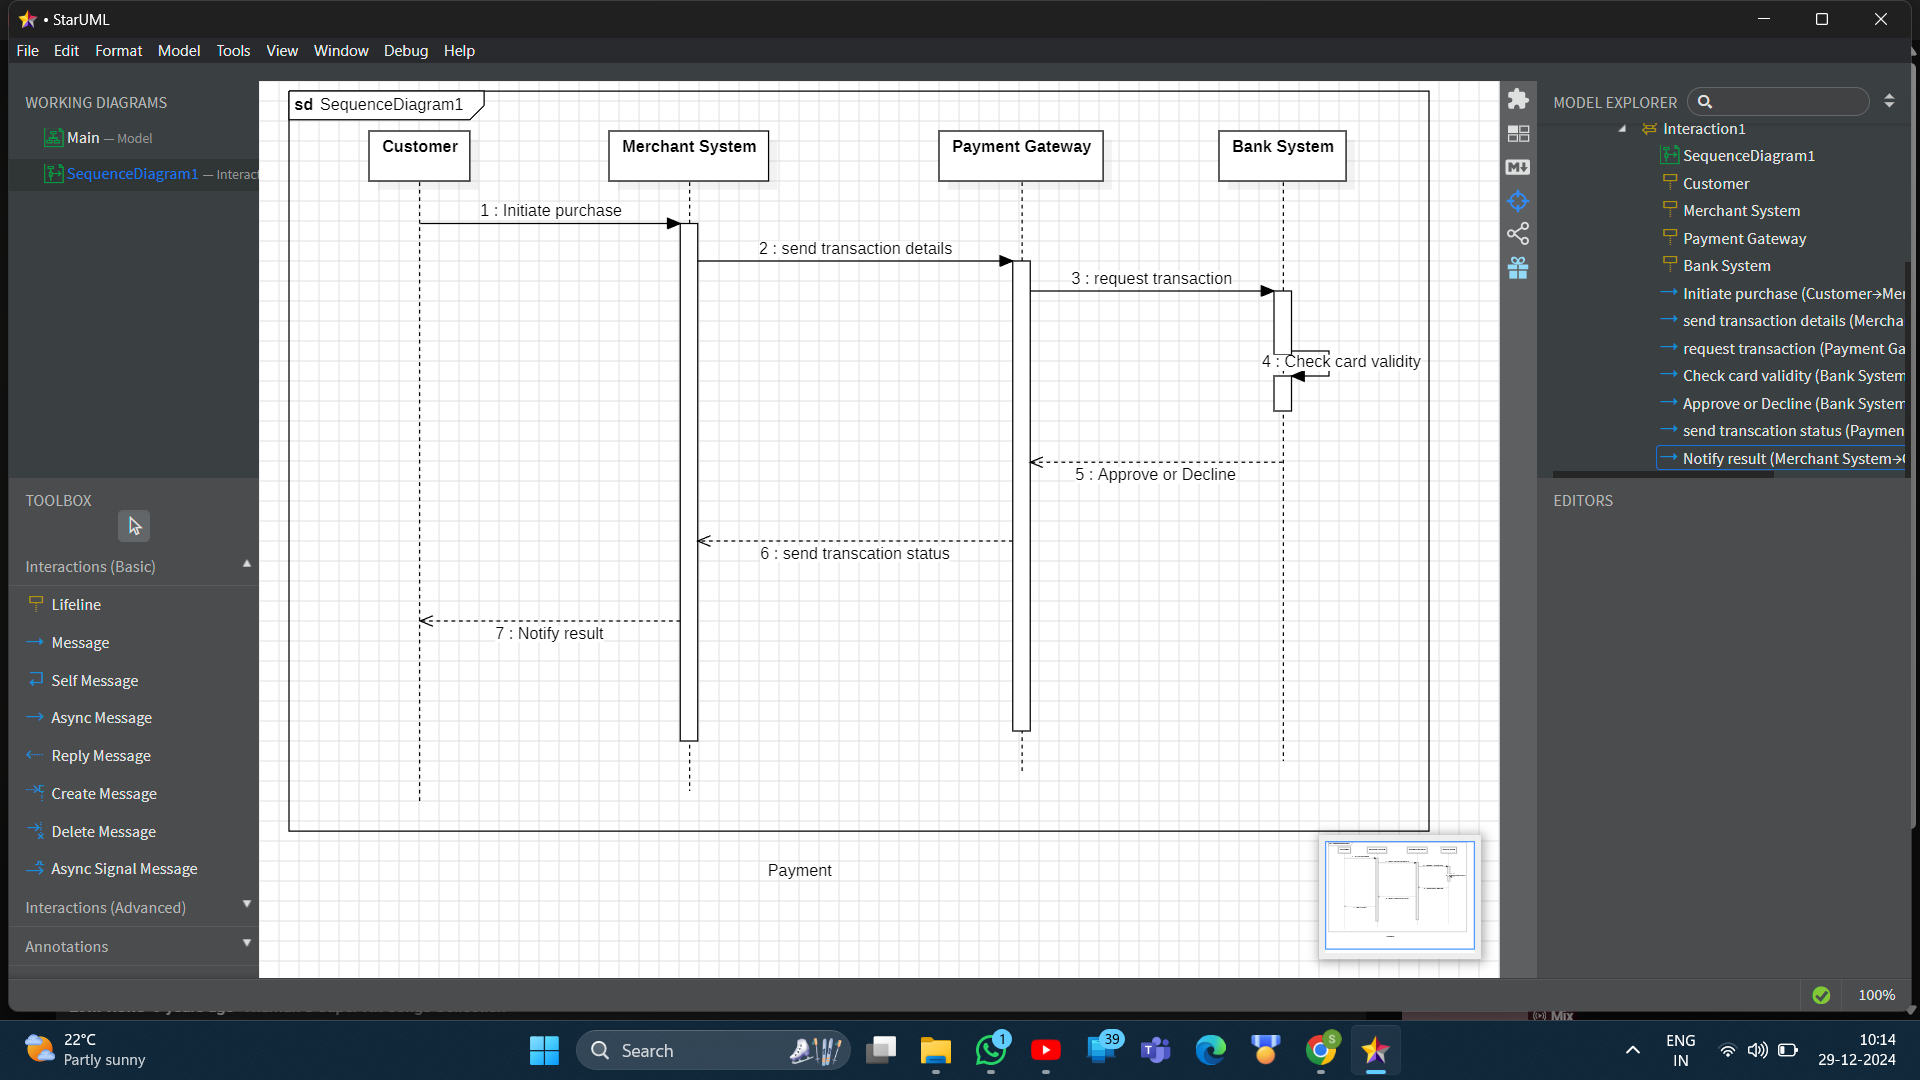 StarUML
File Edit Format Model Tools View Window Debug Help
WORKING DIAGRAMS
Main — Model
SequenceDiagram1 — Interact
TOOLBOX
Interactions (Basic)
Lifeline
Message
Self Message
Async Message
Reply Message
Create Message
Delete Message
Async Signal Message
Interactions (Advanced)
Annotations
sd SequenceDiagram1
Customer
Merchant System
Payment Gateway
Bank System
1 : Initiate purchase
2 : send transaction details
3 : request transaction
4 : Check card validity
5 : Approve or Decline
6 : send transcation status
7 : Notify result
Payment
MODEL EXPLORER
Interaction1
SequenceDiagram1
Customer
Merchant System
Payment Gateway
Bank System
Initiate purchase (Customer→Mer
send transaction details (Mercha
request transaction (Payment Ga
Check card validity (Bank System
Approve or Decline (Bank System
send transcation status (Paymen
Notify result (Merchant System→
EDITORS
100%
Mix
22°C
Partly sunny
Search
1
39
S
ENG
IN
10:14
29-12-2024